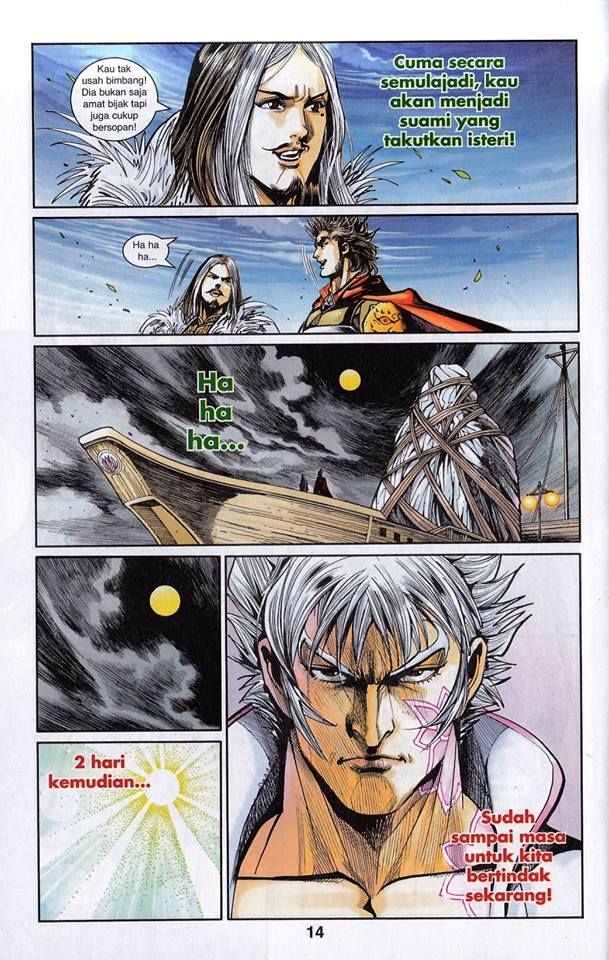 Kau tak
usah bimbang!
Dia bukan saja
amat bijak tapi
juga cukup
bersopan!
Cuma secara
semulajadi, kau
akan menjadi
suami yang
takutkan isteri!
Ha ha
ha...
Ha
ha
ha...
2 hari
kemudian...
Sudah
sampai masa
untuk kita
bertindak
sekarang!
14